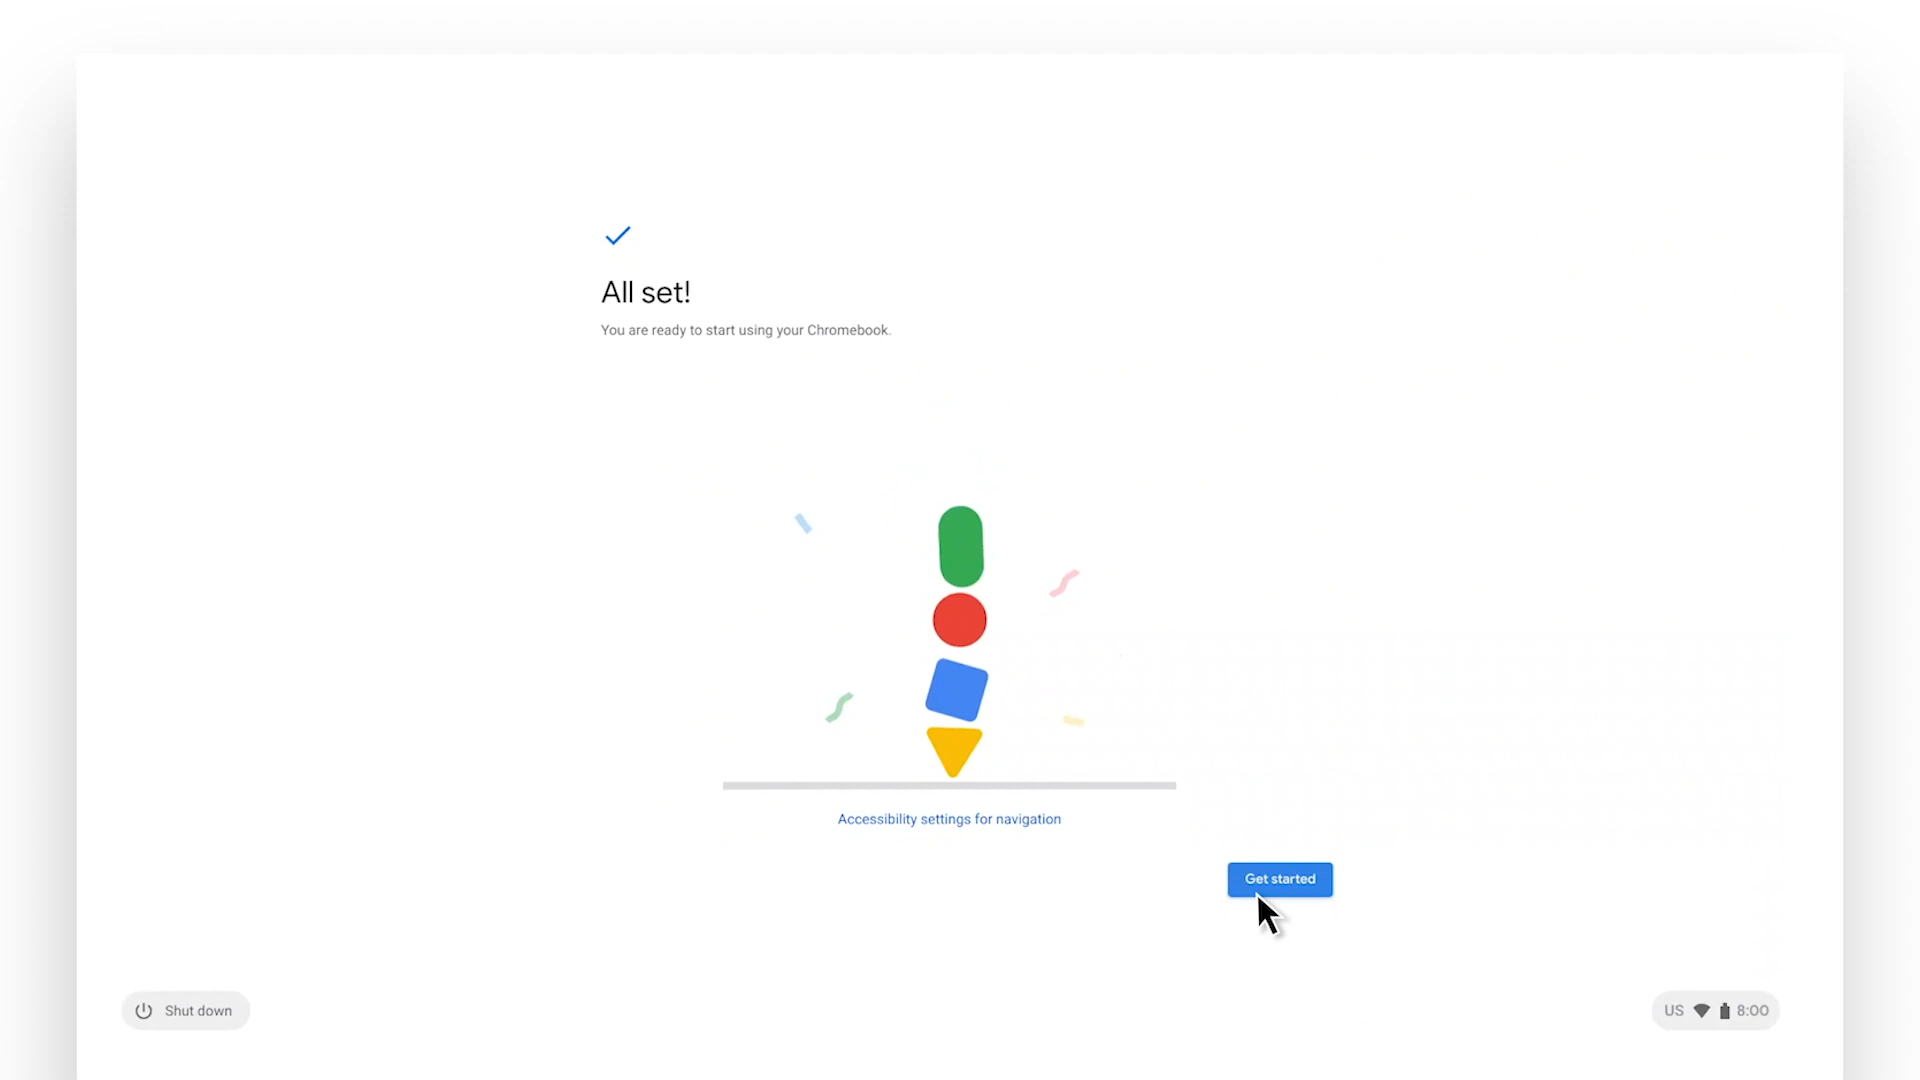 All set!
You are ready to start using your Chromebook.
Accessibility settings for navigation
Get started
Shut down
US 8:00